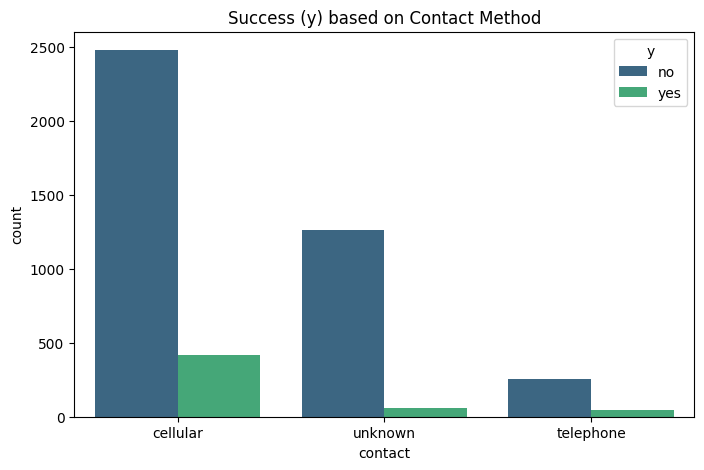 Success (y) based on Contact Method
y
no
yes
2500
2000
1500
1000
500
0
count
cellular
unknown
telephone
contact